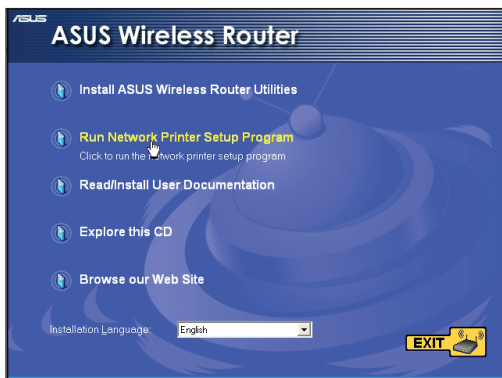 ASUS
ASUS Wireless Router
Install ASUS Wireless Router Utilities
Run Network Printer Setup Program
Click to run the network printer setup program
Read/Install User Documentation
Explore this CD
Browse our Web Site
Installation Language: English
EXIT